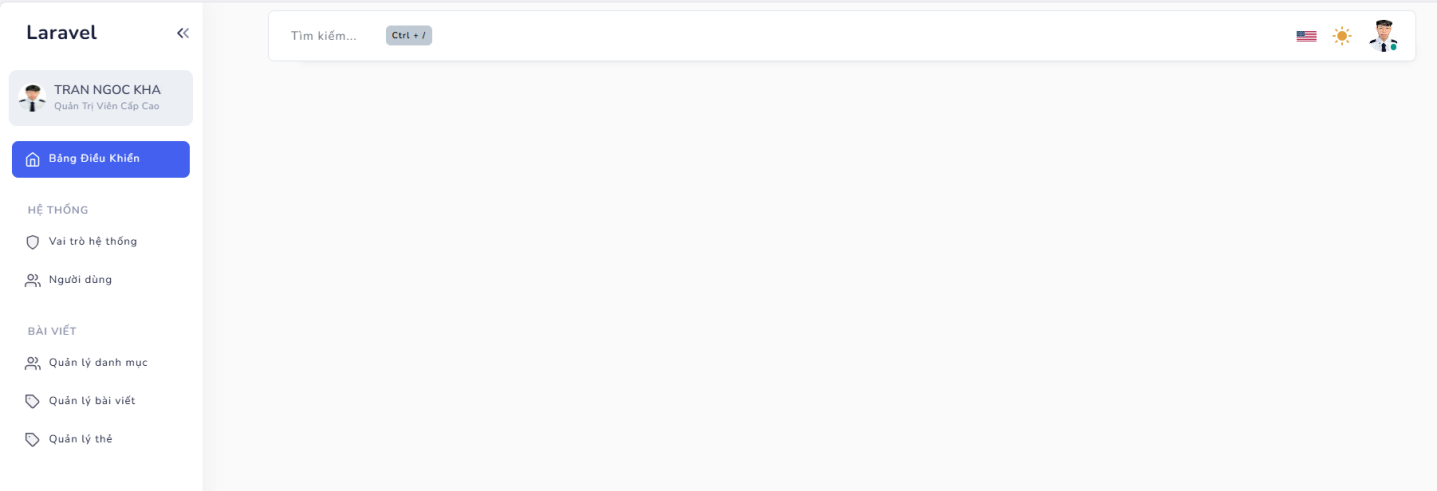 Laravel
Tìm kiếm...
Ctrl + /
TRAN NGOC KHA
Quản Trị Viên Cấp Cao
Bảng Điều Khiển
HỆ THỐNG
Vai trò hệ thống
Người dùng
BÀI VIẾT
Quản lý danh mục
Quản lý bài viết
Quản lý thẻ